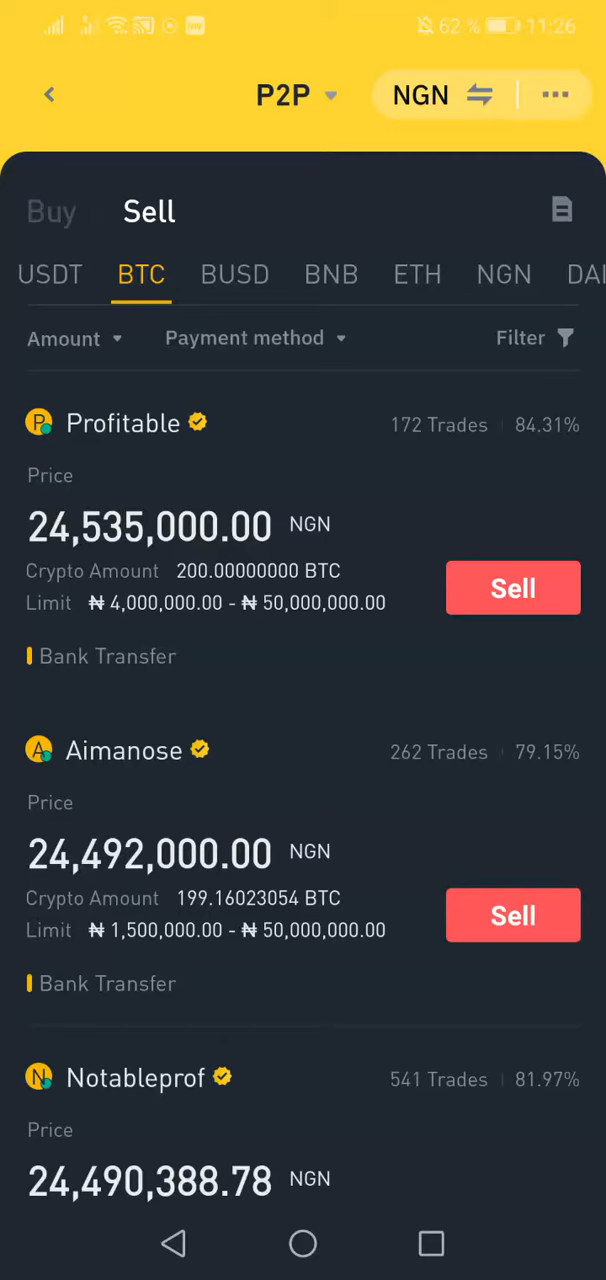 62 % 11:26
P2P NGN
Buy Sell
USDT BTC BUSD BNB ETH NGN DAI
Amount Payment method Filter
P Profitable 172 Trades 84.31%
Price
24,535,000.00 NGN
Crypto Amount 200.00000000 BTC
Limit ₦ 4,000,000.00 - ₦ 50,000,000.00
Sell
Bank Transfer
A Aimanose 262 Trades 79.15%
Price
24,492,000.00 NGN
Crypto Amount 199.16023054 BTC
Limit ₦ 1,500,000.00 - ₦ 50,000,000.00
Sell
Bank Transfer
N Notableprof 541 Trades 81.97%
Price
24,490,388.78 NGN